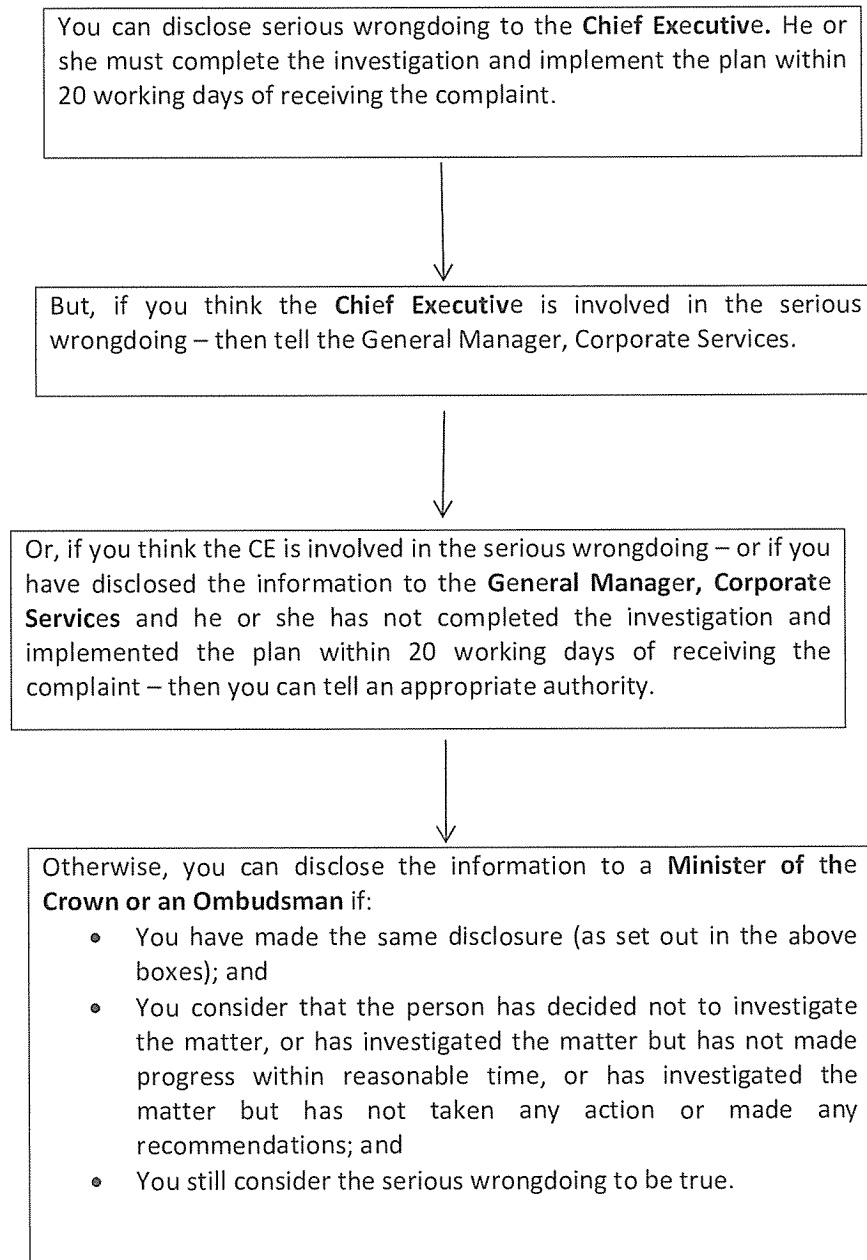 You can disclose serious wrongdoing to the Chief Executive. He or
she must complete the investigation and implement the plan within
20 working days of receiving the complaint.
But, if you think the Chief Executive is involved in the serious
wrongdoing – then tell the General Manager, Corporate Services.
Or, if you think the CE is involved in the serious wrongdoing – or if you
have disclosed the information to the General Manager, Corporate
Services and he or she has not completed the investigation and
implemented the plan within 20 working days of receiving the
complaint – then you can tell an appropriate authority.
Otherwise, you can disclose the information to a Minister of the
Crown or an Ombudsman if:
• You have made the same disclosure (as set out in the above
boxes); and
• You consider that the person has decided not to investigate
the matter, or has investigated the matter but has not made
progress within reasonable time, or has investigated the
matter but has not taken any action or made any
recommendations; and
• You still consider the serious wrongdoing to be true.